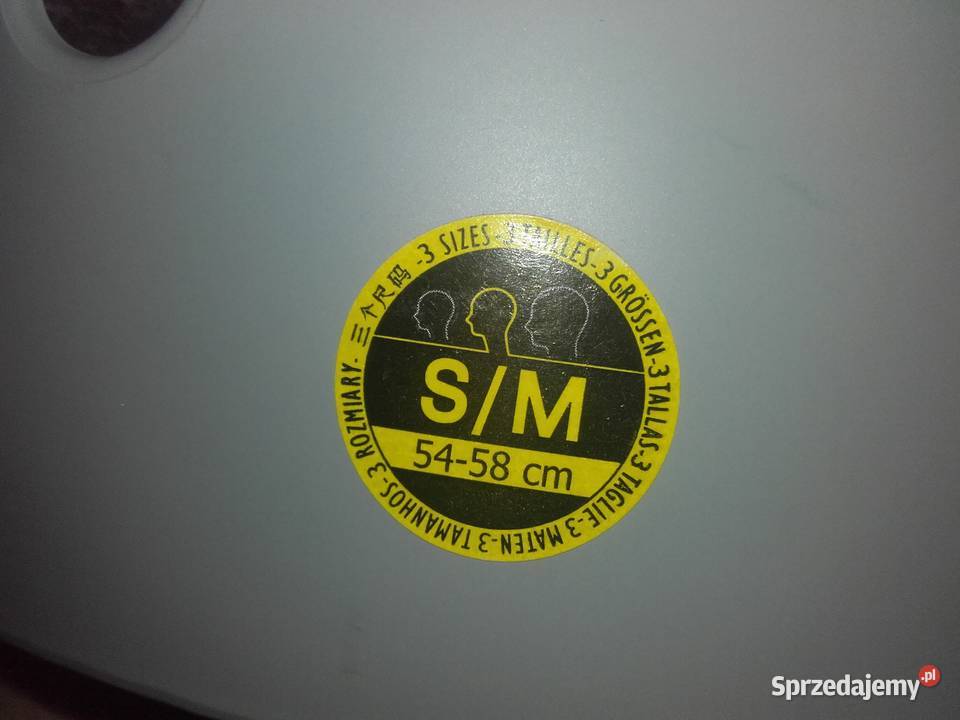 三个尺码 -3 SIZES-3 TAILLES-3 GRÖSSEN-3 TALLAS-3 TAGLIE-3 MATEN-3 TAMANHOS-3 ROZMIARY-
S/M
54-58 cm
Sprzedajemy.pl